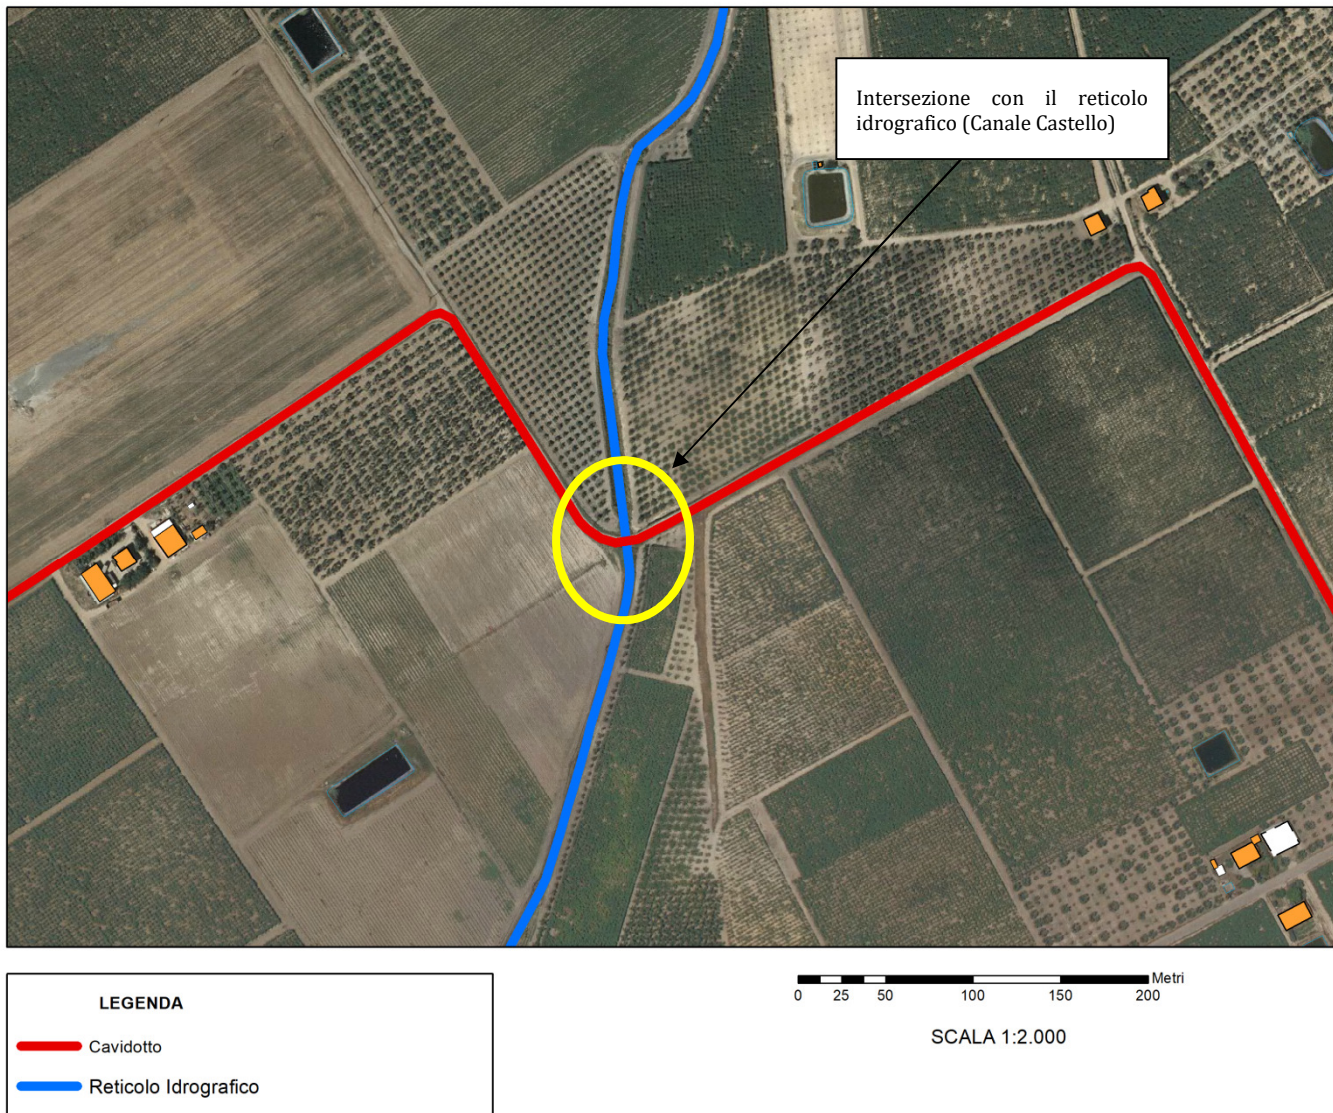 Intersezione con il reticolo
idrografico (Canale Castello)
LEGENDA
Cavidotto
Reticolo Idrografico
Metri
0 25 50 100 150 200
SCALA 1:2.000